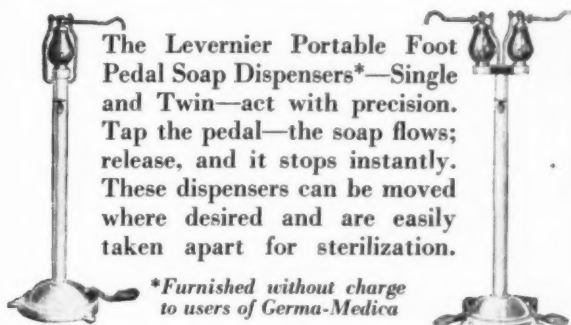 The Levernier Portable Foot
Pedal Soap Dispensers*—Single
and Twin—act with precision.
Tap the pedal—the soap flows;
release, and it stops instantly.
These dispensers can be moved
where desired and are easily
taken apart for sterilization.
*Furnished without charge
to users of Germa-Medica